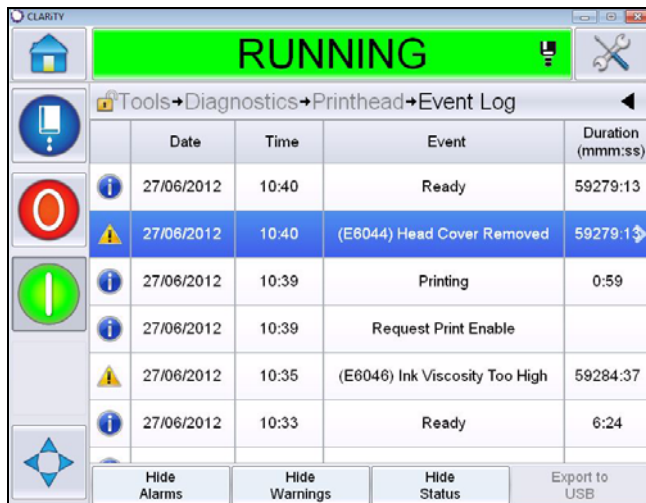 CLARiTY
RUNNING
Tools→Diagnostics→Printhead→Event Log
Date Time Event Duration (mmm:ss)
27/06/2012 10:40 Ready 59279:13
27/06/2012 10:40 (E6044) Head Cover Removed 59279:13
27/06/2012 10:39 Printing 0:59
27/06/2012 10:39 Request Print Enable
27/06/2012 10:35 (E6046) Ink Viscosity Too High 59284:37
27/06/2012 10:33 Ready 6:24
Hide Alarms Hide Warnings Hide Status Export to USB